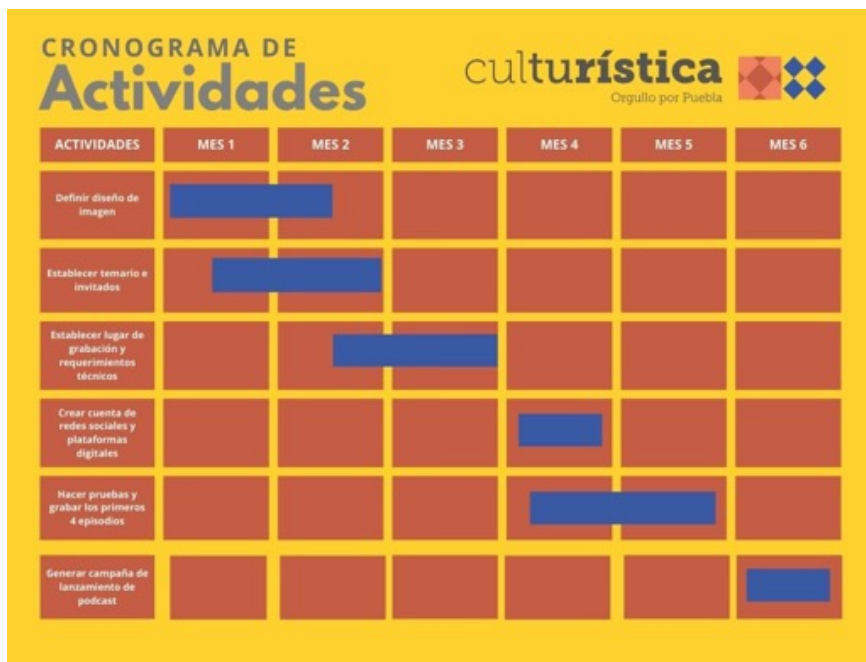 CRONOGRAMA DE
Actividades
culturística
Orgullo por Puebla
ACTIVIDADES MES 1 MES 2 MES 3 MES 4 MES 5 MES 6
Definir diseño de
imagen
Establecer temario e
invitados
Establecer lugar de
grabación y
requerimientos
técnicos
Crear cuenta de
redes sociales y
plataformas
digitales
Hacer pruebas y
grabar los primeros
4 episodios
Generar campaña de
lanzamiento de
podcast